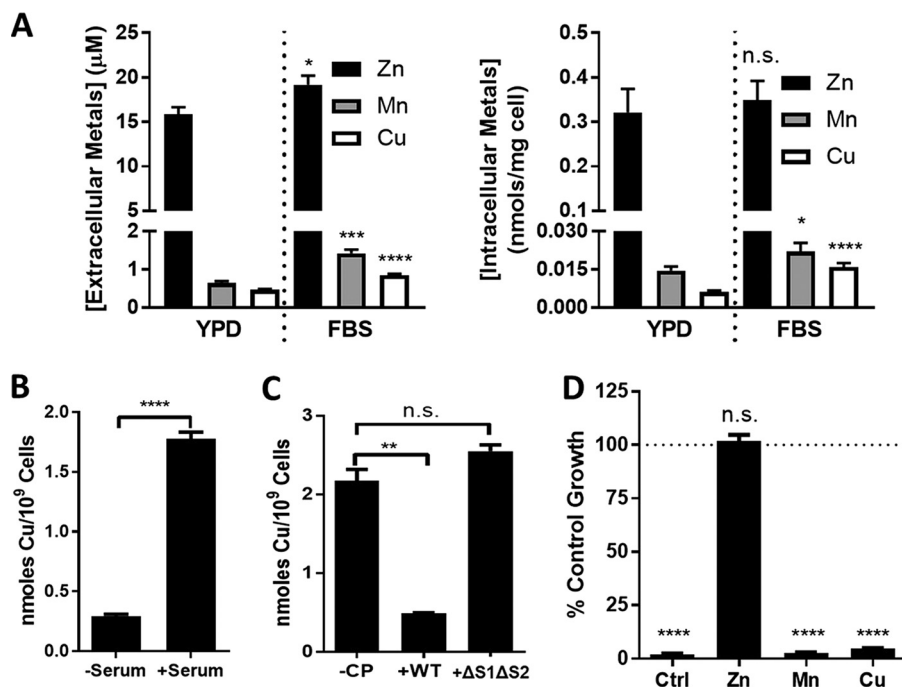 A
[Extracellular Metals] (μM)
25
20
15
10
5
2
1
0
*
Zn
Mn
Cu
***
****
YPD
FBS
[Intracellular Metals]
(nmols/mg cell)
0.4
0.3
0.2
0.1
0.030
0.015
0.000
n.s.
Zn
Mn
Cu
*
****
YPD
FBS
B
nmoles Cu/10⁹ Cells
2.0
1.5
1.0
0.5
0.0
****
-Serum
+Serum
C
nmoles Cu/10⁹ Cells
3
2
1
0
n.s.
**
-CP
+WT
+ΔS1ΔS2
D
% Control Growth
125
100
75
50
25
0
n.s.
****
****
****
Ctrl
Zn
Mn
Cu